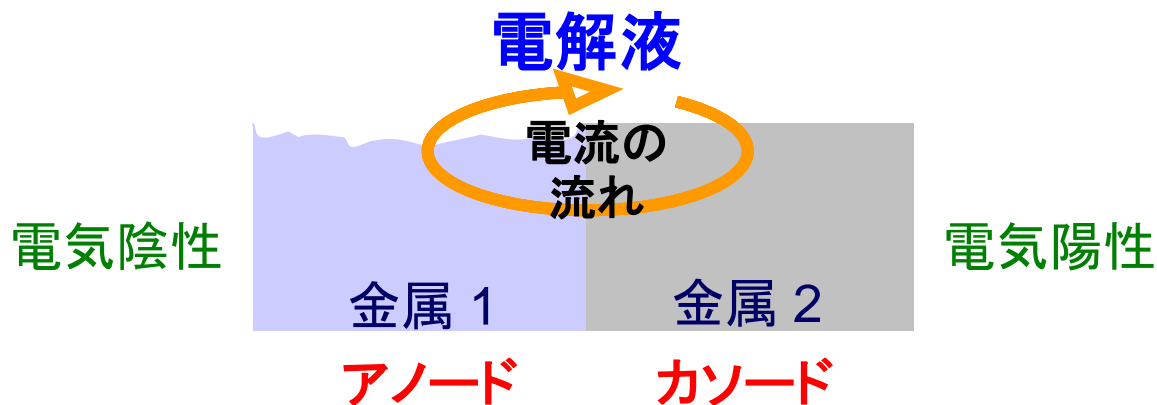 電解液
電流の
流れ
電気陰性
電気陽性
金属 1
金属 2
アノード
カソード